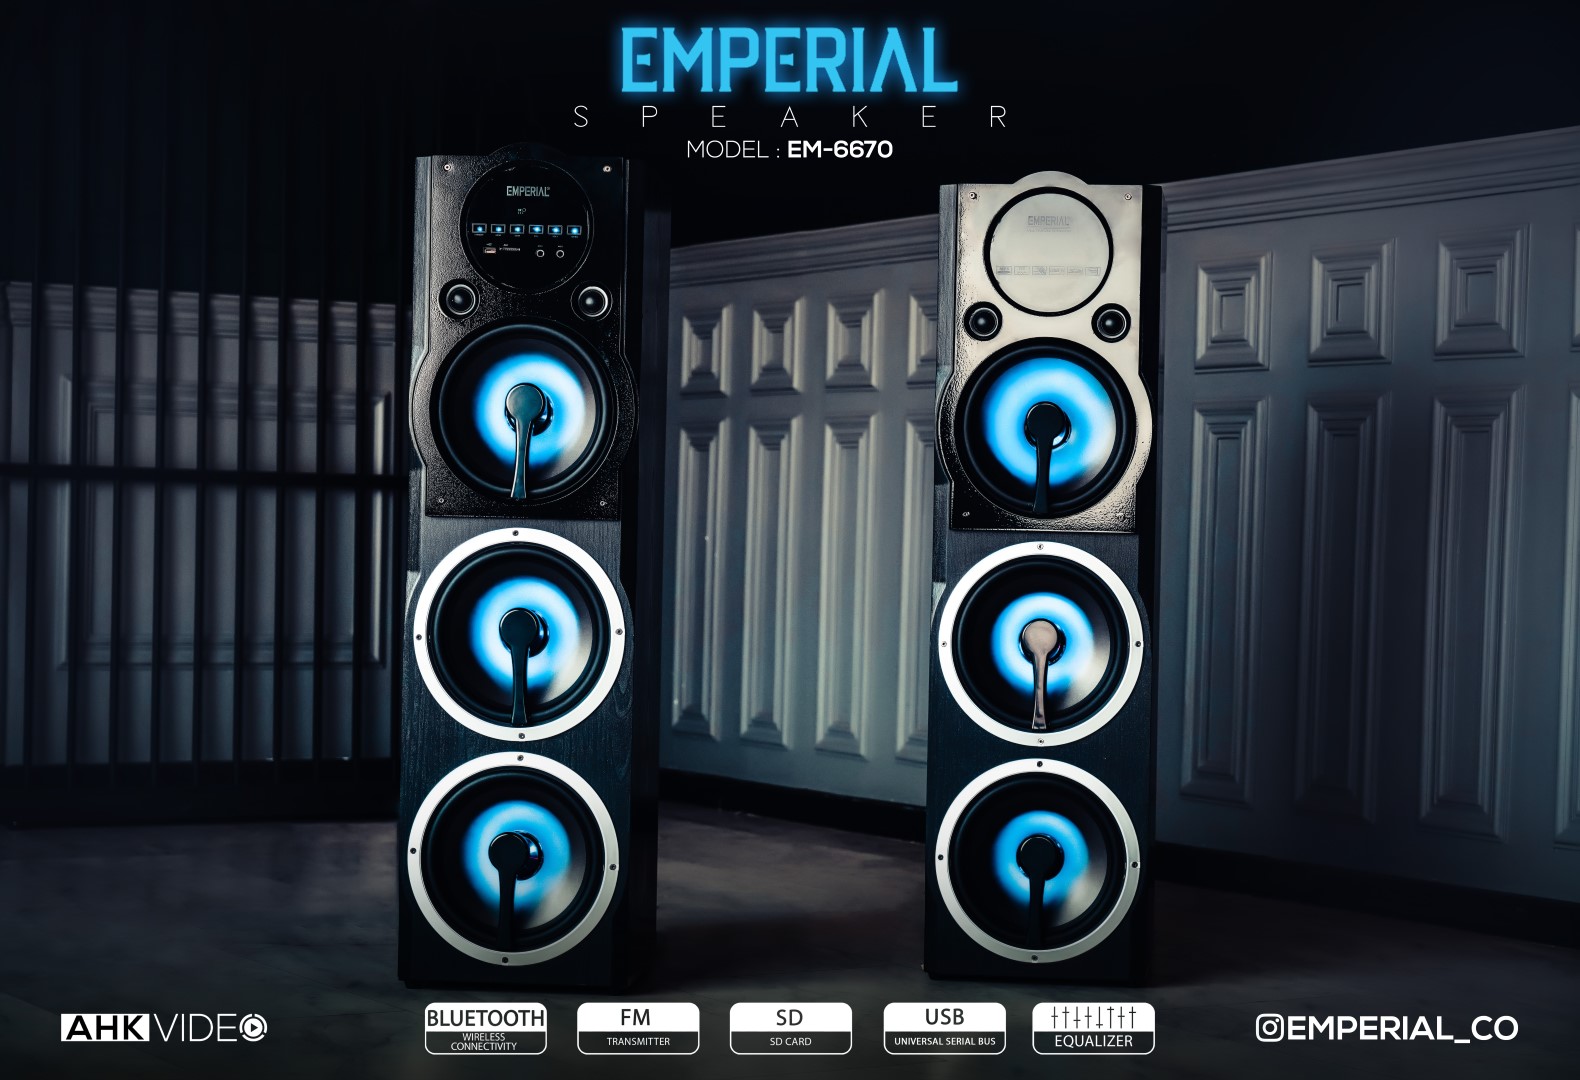 EMPERIAL
SPEAKER
MODEL : EM-6670
EMPERIAL
EMPERIAL
AHK VIDEO
BLUETOOTH
WIRELESS
CONNECTIVITY
FM
TRANSMITTER
SD
SD CARD
USB
UNIVERSAL SERIAL BUS
EQUALIZER
EMPERIAL_CO